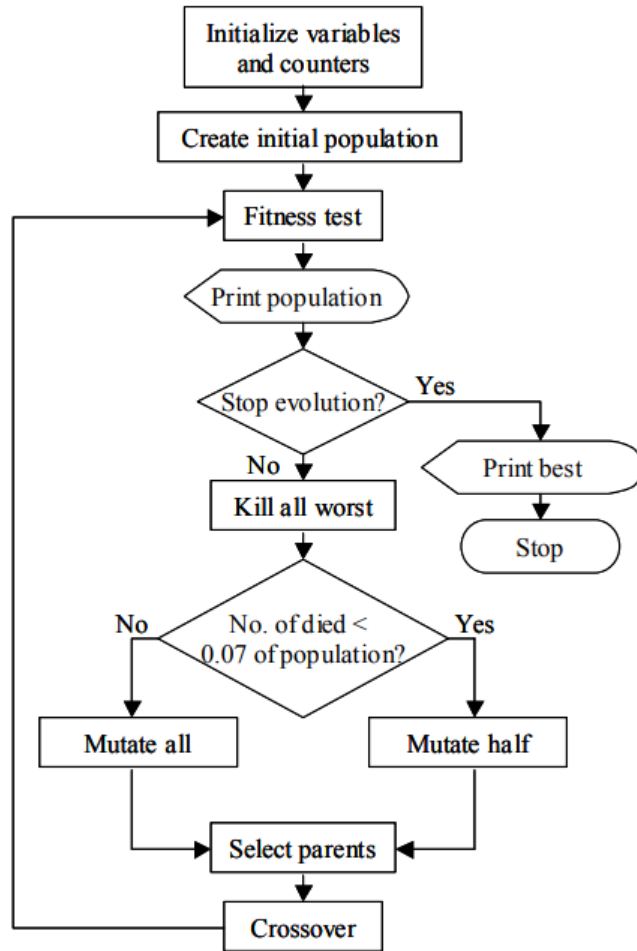 Initialize variables
and counters
Create initial population
Fitness test
Print population
Stop evolution?
Yes
No
Print best
Kill all worst
Stop
No. of died <
0.07 of population?
No
Yes
Mutate all
Mutate half
Select parents
Crossover